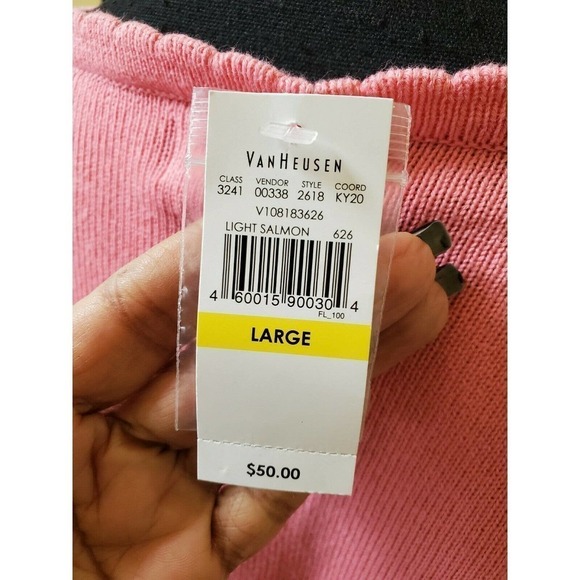 VANHEUSEN
CLASS VENDOR STYLE COORD
3241 00338 2618 KY20
V108183626
LIGHT SALMON 626
4 60015 90030 4
FL_100
LARGE
$50.00